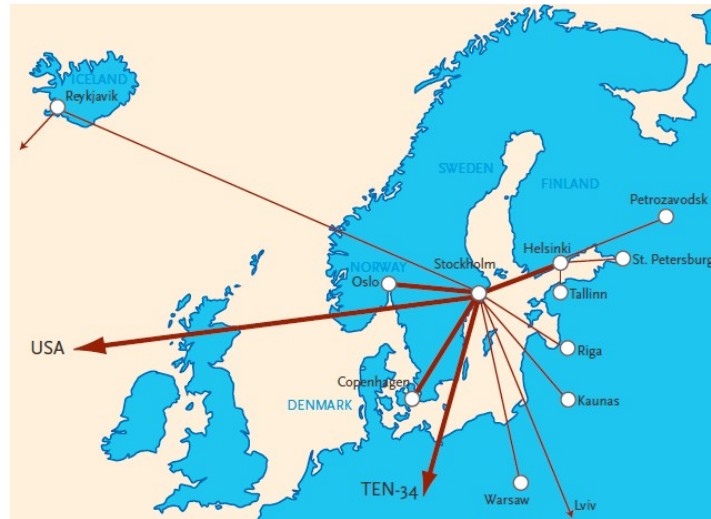 ICELAND
Reykjavik
SWEDEN
FINLAND
Petrozavodsk
Helsinki
St. Petersburg
Stockholm
NORWAY
Oslo
Tallinn
USA
Riga
Copenhagen
DENMARK
Kaunas
TEN-34
Warsaw
Lviv